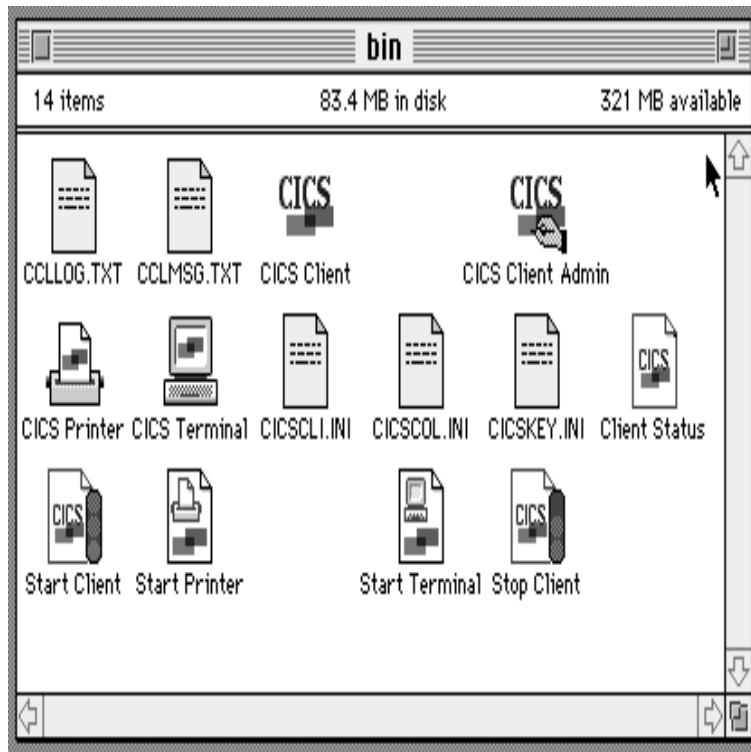 bin
14 items 83.4 MB in disk 321 MB available
CICS CICS
CCLLOG.TXT CCLMSG.TXT CICS Client CICS Client Admin
CICS
CICS Printer CICS Terminal CICSCLI.INI CICSCOL.INI CICSKEY.INI Client Status
CICS CICS
Start Client Start Printer Start Terminal Stop Client